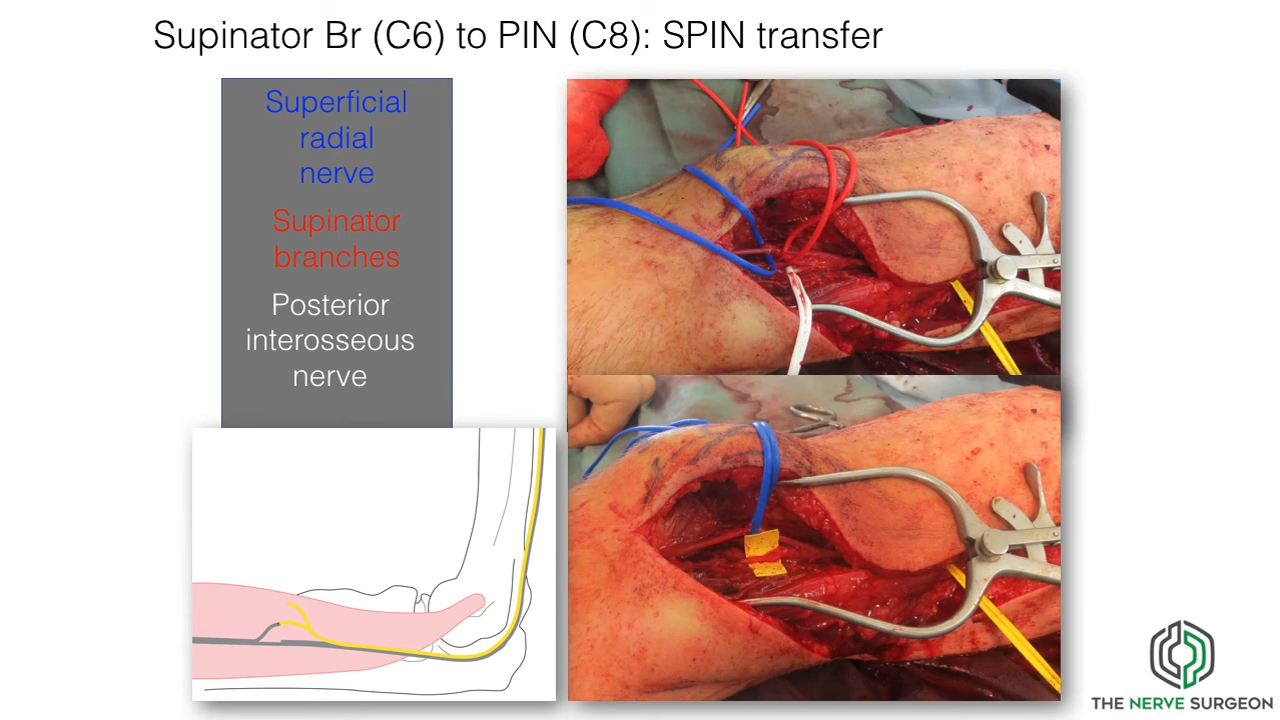 Supinator Br (C6) to PIN (C8): SPIN transfer
Superficial
radial
nerve
Supinator
branches
Posterior
interosseous
nerve
THE NERVE SURGEON